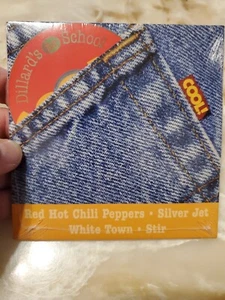 Dillard's School
COOL!
Red Hot Chili Peppers • Silver Jet
White Town • Stir